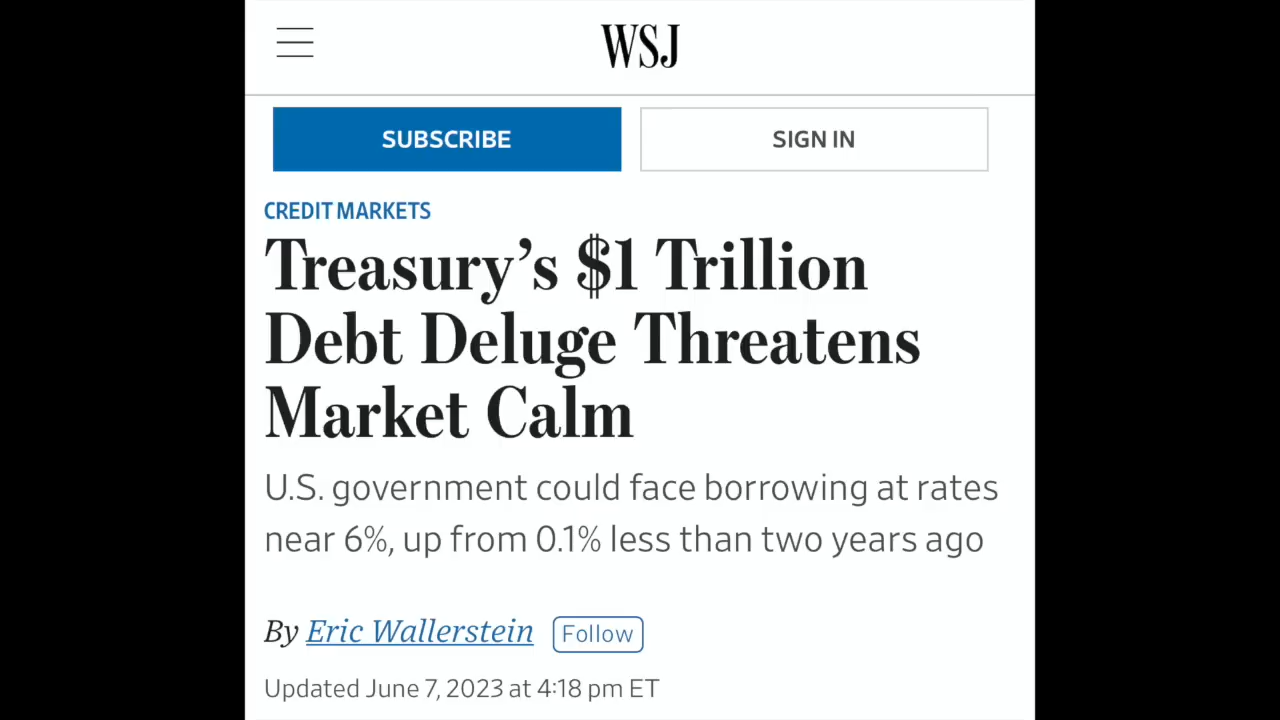 WSJ
SUBSCRIBE
SIGN IN
CREDIT MARKETS
Treasury’s $1 Trillion
Debt Deluge Threatens
Market Calm
U.S. government could face borrowing at rates
near 6%, up from 0.1% less than two years ago
By Eric Wallerstein Follow
Updated June 7, 2023 at 4:18 pm ET